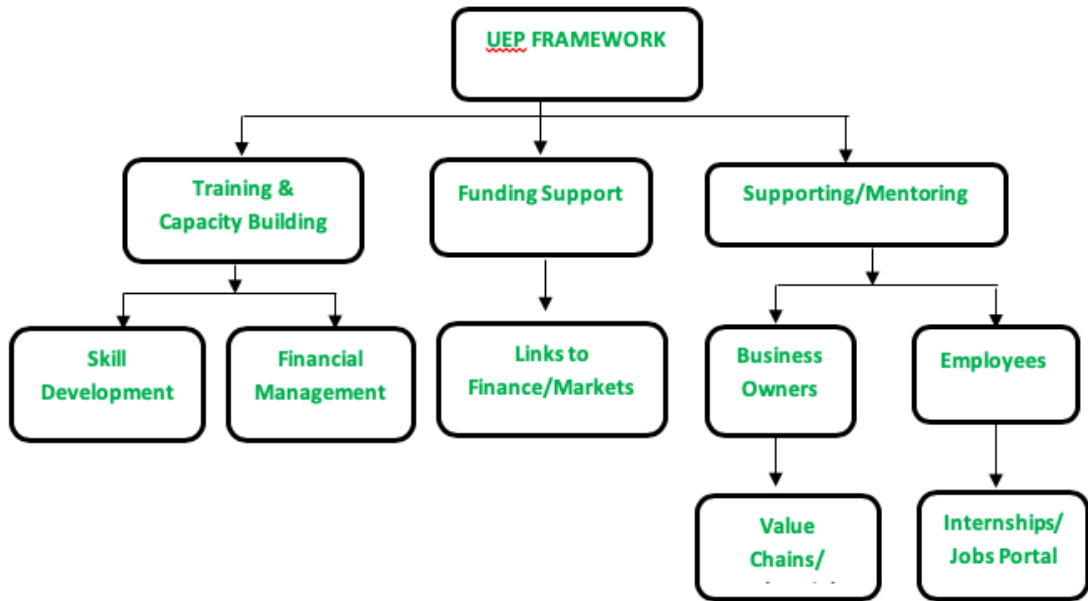 UEP FRAMEWORK
Training &
Capacity Building
Funding Support
Supporting/Mentoring
Skill
Development
Financial
Management
Links to
Finance/Markets
Business
Owners
Employees
Value
Chains/
Internships/
Jobs Portal